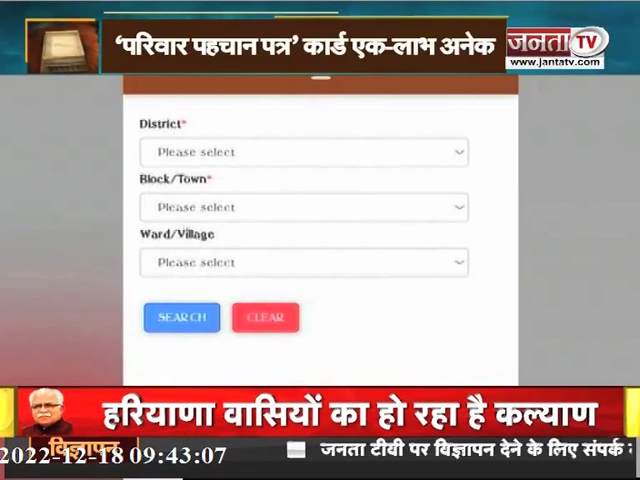 ‘परिवार पहचान पत्र’ कार्ड एक-लाभ अनेक
जनता TV
www.jantatv.com
District*
Please select
Block/Town*
Please select
Ward/Village
Please select
SEARCH
CLEAR
हरियाणा वासियों का हो रहा है कल्याण
विज्ञापन
जनता टीवी पर विज्ञापन देने के लिए संपर्क
2022-12-18 09:43:07